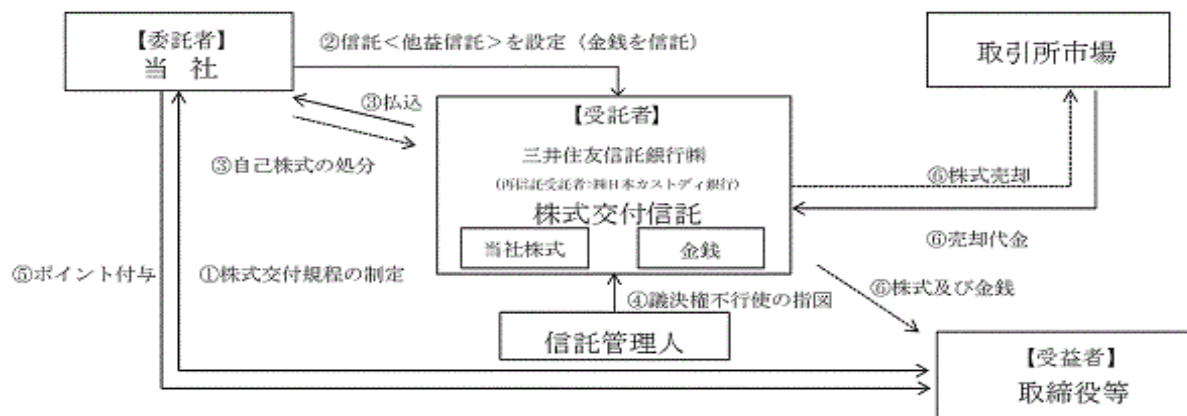 【委託者】
当 社
②信託<他益信託>を設定（金銭を信託）
取引所市場
③払込
③自己株式の処分
【受託者】
三井住友信託銀行㈱
(再信託受託者:㈱日本カストディ銀行)
株式交付信託
当社株式
金銭
⑥株式売却
⑥売却代金
⑤ポイント付与
①株式交付規程の制定
④議決権不行使の指図
⑥株式及び金銭
信託管理人
【受益者】
取締役等